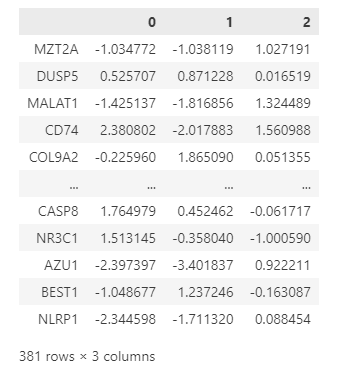 0 1 2
MZT2A -1.034772 -1.038119 1.027191
DUSP5 0.525707 0.871228 0.016519
MALAT1 -1.425137 -1.816856 1.324489
CD74 2.380802 -2.017883 1.560988
COL9A2 -0.225960 1.865090 0.051355
... ... ... ...
CASP8 1.764979 0.452462 -0.061717
NR3C1 1.513145 -0.358040 -1.000590
AZU1 -2.397397 -3.401837 0.922211
BEST1 -1.048677 1.237246 -0.163087
NLRP1 -2.344598 -1.711320 0.088454
381 rows × 3 columns